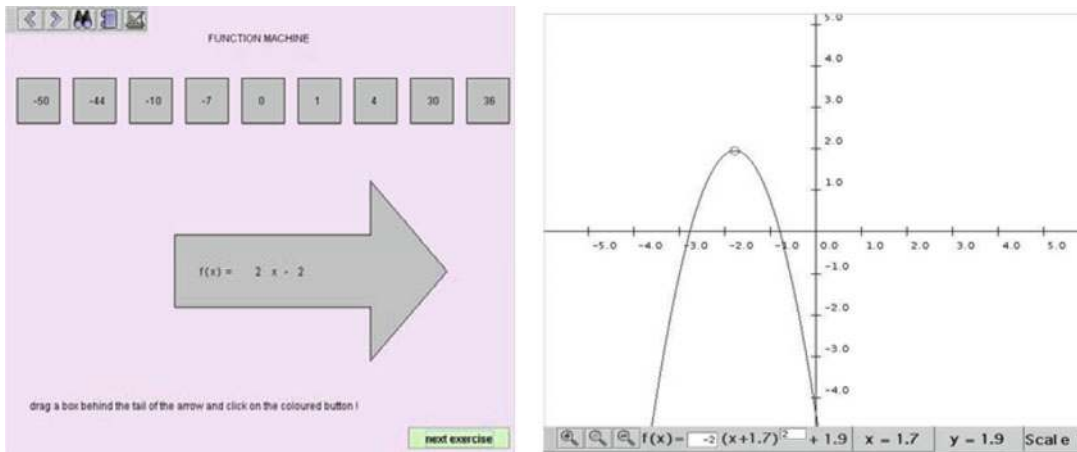 FUNCTION MACHINE
-50 -44 -10 -7 0 1 4 30 36
f(x) = 2 x - 2
drag a box behind the tail of the arrow and click on the coloured button !
next exercise
5.0
4.0
3.0
2.0
1.0
-5.0 -4.0 -3.0 -2.0 -1.0 0.0 1.0 2.0 3.0 4.0 5.0
-1.0
-2.0
-3.0
-4.0
f(x)= -2 (x+1.7) 2 + 1.9 x = 1.7 y = 1.9 Scale